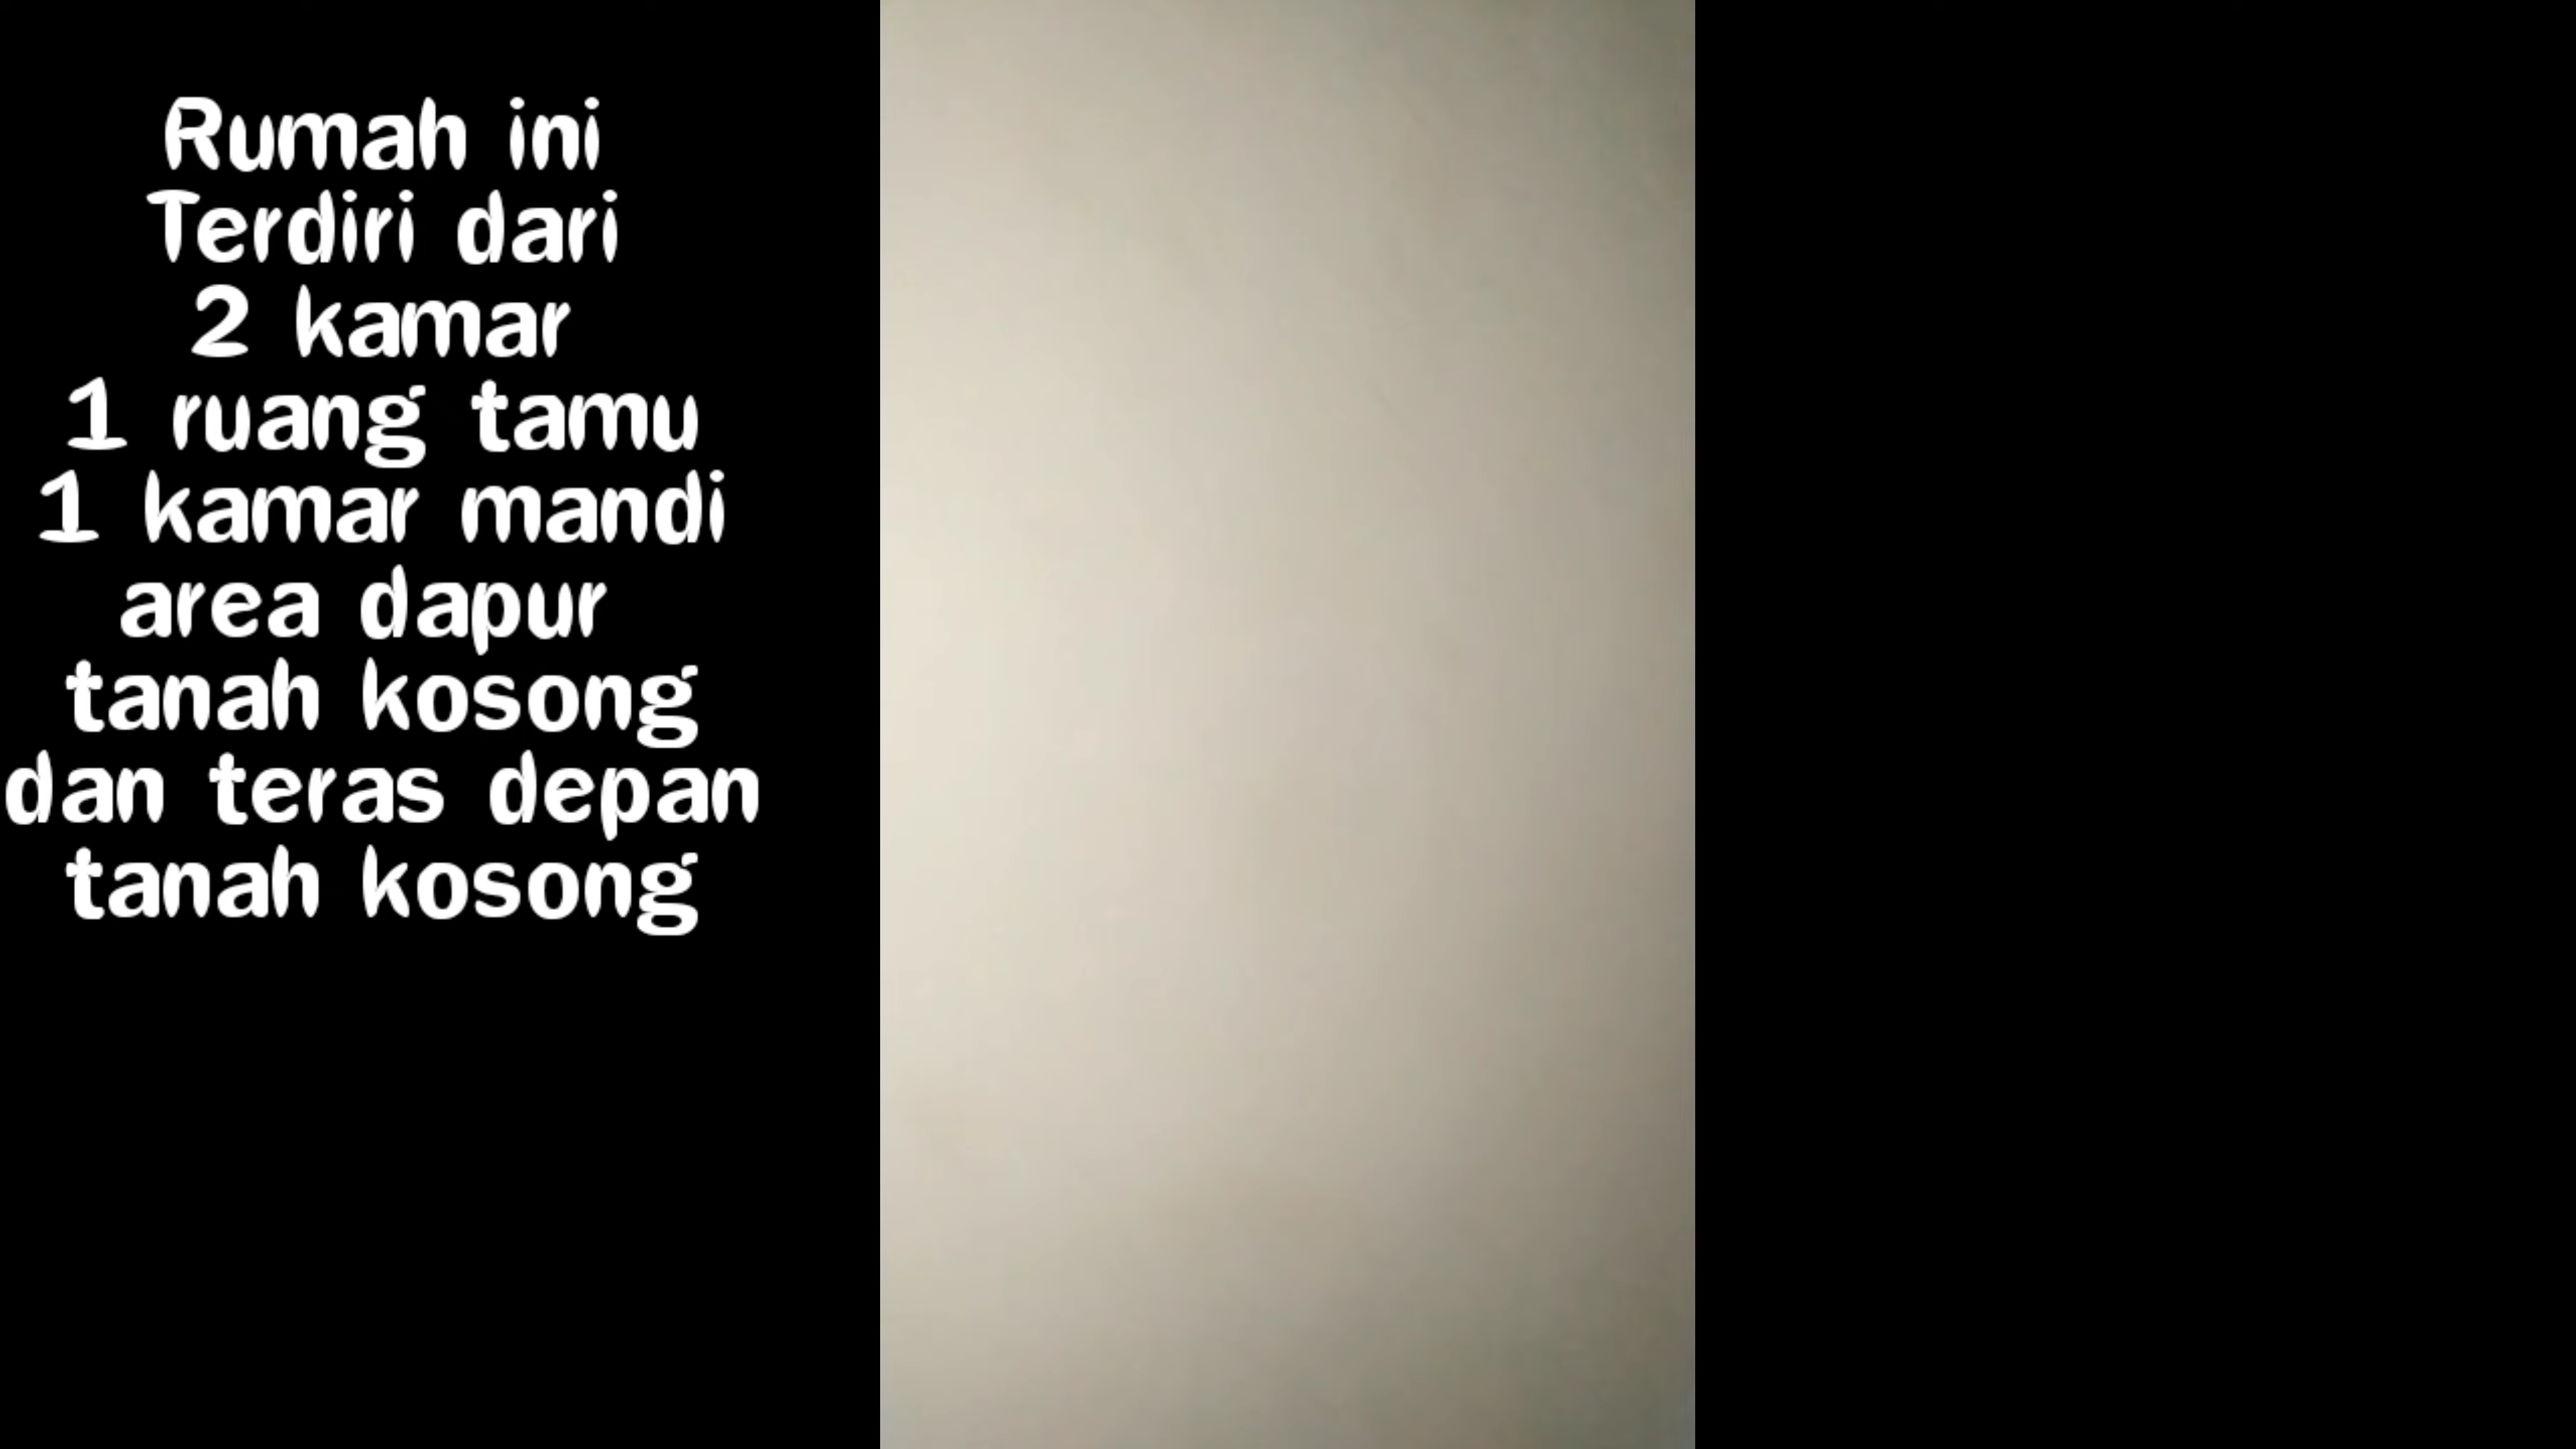 Rumah ini
Terdiri dari
2 kamar
1 ruang tamu
1 kamar mandi
area dapur
tanah kosong
dan teras depan
tanah kosong